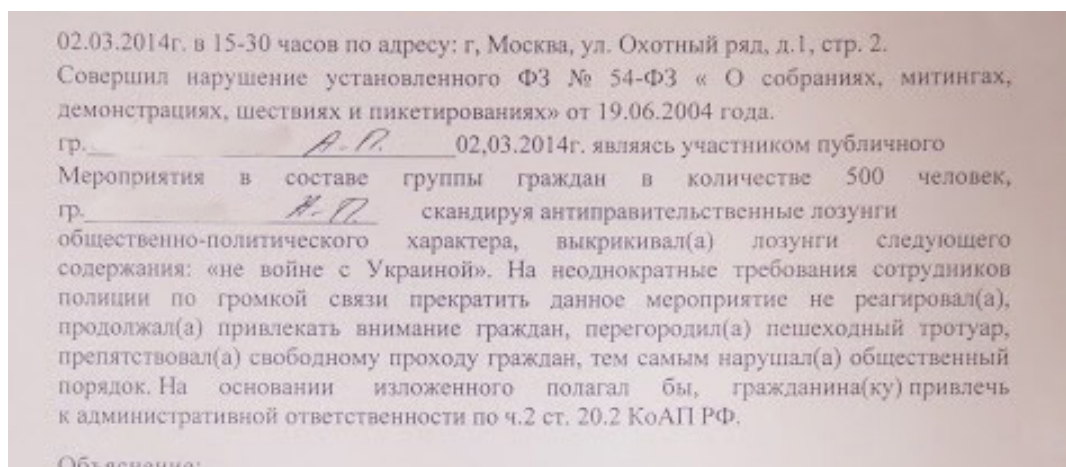 02.03.2014г. в 15-30 часов по адресу: г, Москва, ул. Охотный ряд, д.1, стр. 2.
Совершил нарушение установленного ФЗ № 54-ФЗ « О собраниях, митингах,
демонстрациях, шествиях и пикетированиях» от 19.06.2004 года.
гр. А.П. 02,03.2014г. являясь участником публичного
Мероприятия в составе группы граждан в количестве 500 человек,
гр. А.П. скандируя антиправительственные лозунги
общественно-политического характера, выкрикивал(а) лозунги следующего
содержания: «не войне с Украиной». На неоднократные требования сотрудников
полиции по громкой связи прекратить данное мероприятие не реагировал(а),
продолжал(а) привлекать внимание граждан, перегородил(а) пешеходный тротуар,
препятствовал(а) свободному проходу граждан, тем самым нарушал(а) общественный
порядок. На основании изложенного полагал бы, гражданина(ку) привлечь
к административной ответственности по ч.2 ст. 20.2 КоАП РФ.
Объяснение: